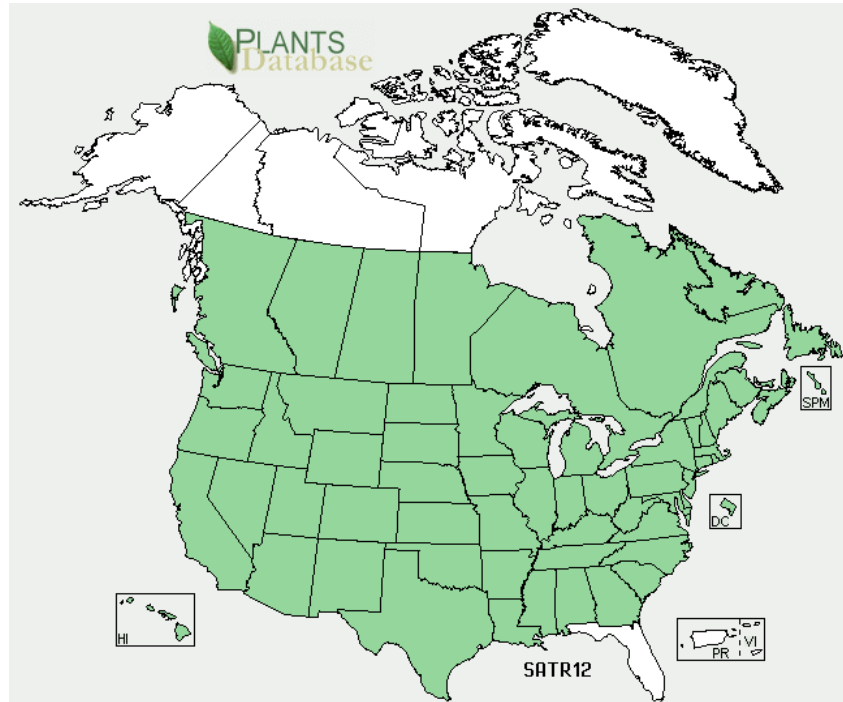 PLANTS
Database
SPM
DC
HI
PR
VI
SATR12